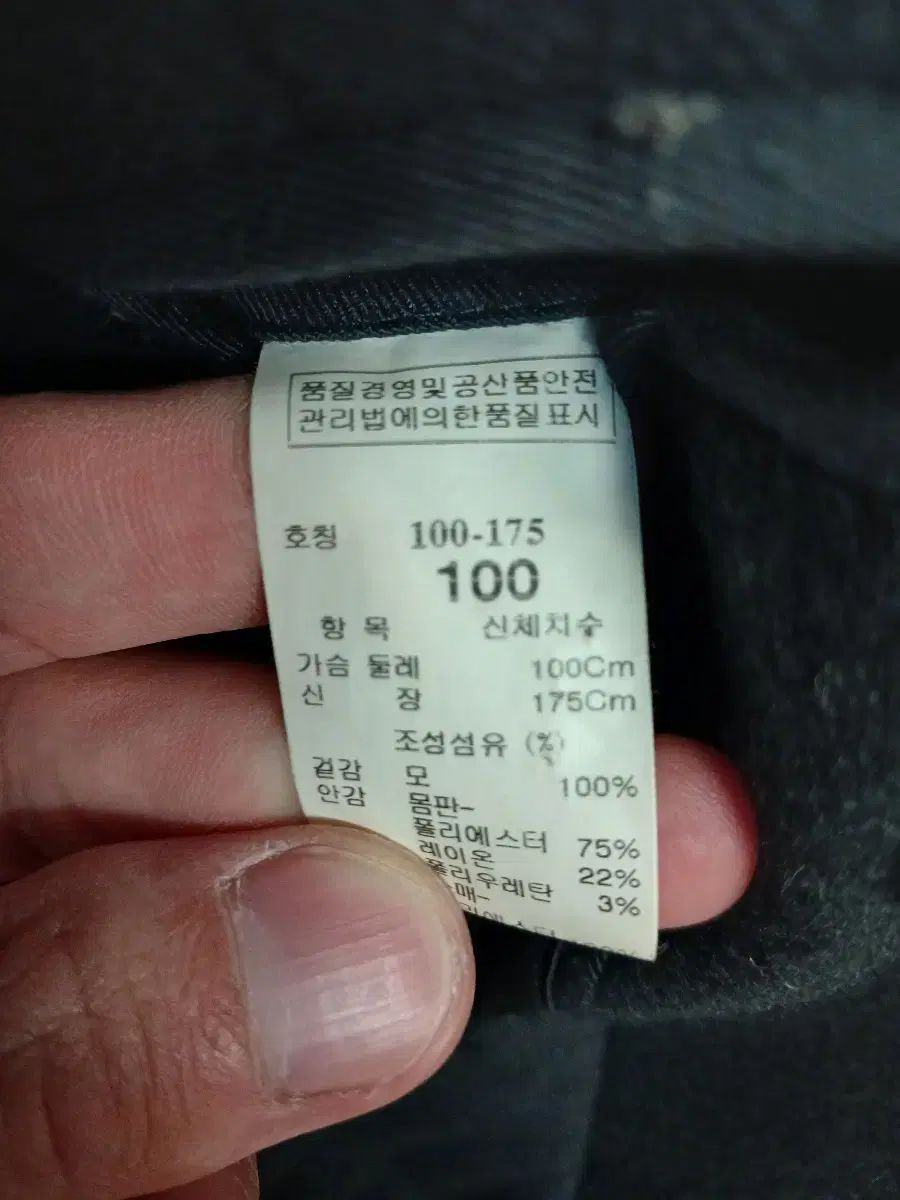 품질경영및공산품안전
관리법에의한품질표시
호칭 100-175
100
항 목 신체치수
가슴 둘레 100Cm
신 장 175Cm
조성섬유 (%)
겉감 모 100%
안감 몸판-
폴리에스터 75%
레이온 22%
폴리우레탄 3%